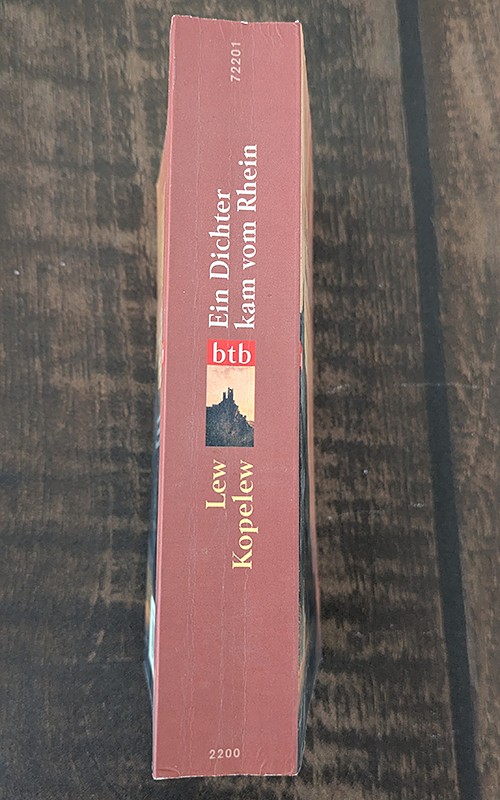 72201
Ein Dichter
kam vom Rhein
btb
Lew
Kopelew
2200